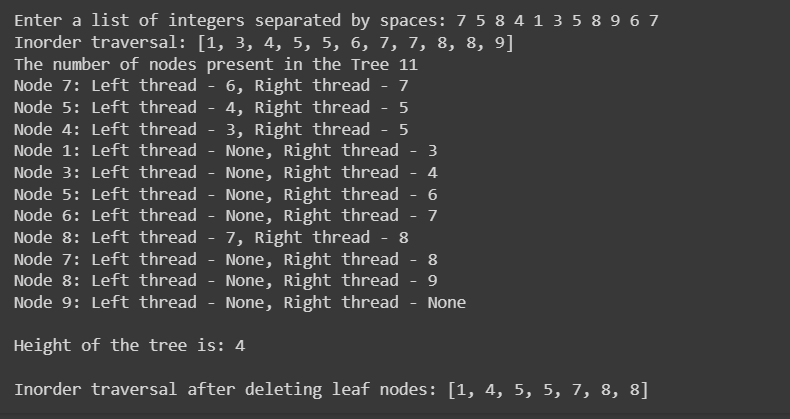 Enter a list of integers separated by spaces: 7 5 8 4 1 3 5 8 9 6 7
Inorder traversal: [1, 3, 4, 5, 5, 6, 7, 7, 8, 8, 9]
The number of nodes present in the Tree 11
Node 7: Left thread - 6, Right thread - 7
Node 5: Left thread - 4, Right thread - 5
Node 4: Left thread - 3, Right thread - 5
Node 1: Left thread - None, Right thread - 3
Node 3: Left thread - None, Right thread - 4
Node 5: Left thread - None, Right thread - 6
Node 6: Left thread - None, Right thread - 7
Node 8: Left thread - 7, Right thread - 8
Node 7: Left thread - None, Right thread - 8
Node 8: Left thread - None, Right thread - 9
Node 9: Left thread - None, Right thread - None
Height of the tree is: 4
Inorder traversal after deleting leaf nodes: [1, 4, 5, 5, 7, 8, 8]